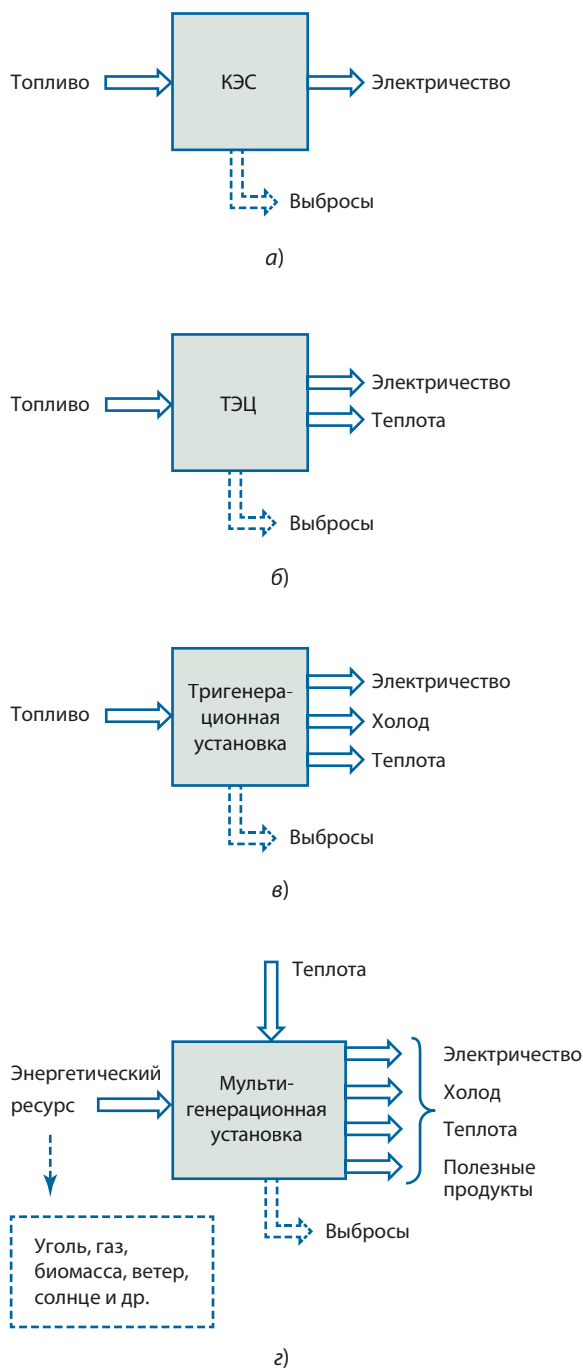 Топливо
КЭС
Электричество
Выбросы
а)
Топливо
ТЭЦ
Электричество
Теплота
Выбросы
б)
Топливо
Тригенера-
ционная
установка
Электричество
Холод
Теплота
Выбросы
в)
Теплота
Энергетический
ресурс
Мульти-
генерационная
установка
Электричество
Холод
Теплота
Полезные
продукты
Выбросы
Уголь, газ,
биомасса, ветер,
солнце и др.
г)